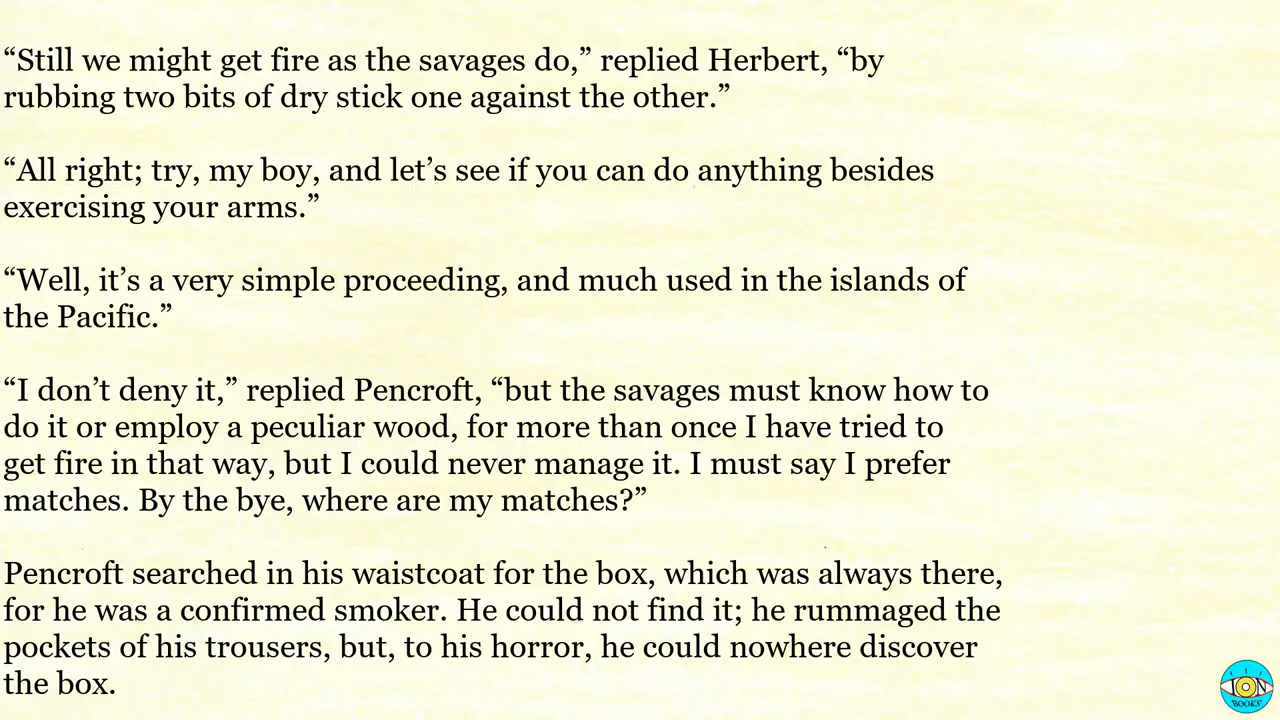 “Still we might get fire as the savages do,” replied Herbert, “by
rubbing two bits of dry stick one against the other.”
“All right; try, my boy, and let’s see if you can do anything besides
exercising your arms.”
“Well, it’s a very simple proceeding, and much used in the islands of
the Pacific.”
“I don’t deny it,” replied Pencroft, “but the savages must know how to
do it or employ a peculiar wood, for more than once I have tried to
get fire in that way, but I could never manage it. I must say I prefer
matches. By the bye, where are my matches?”
Pencroft searched in his waistcoat for the box, which was always there,
for he was a confirmed smoker. He could not find it; he rummaged the
pockets of his trousers, but, to his horror, he could nowhere discover
the box.
ION
BOOKS